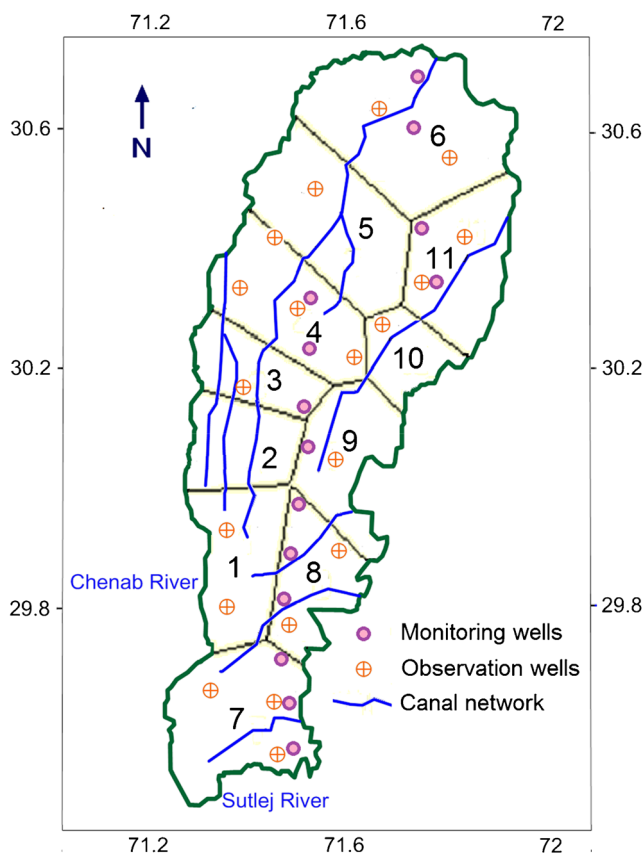 71.2 71.6 72
30.6 30.6
N
6
5
11
4
10
30.2 30.2
3
9
2
1
8
Chenab River
29.8 29.8
Monitoring wells
Observation wells
Canal network
7
Sutlej River
71.2 71.6 72